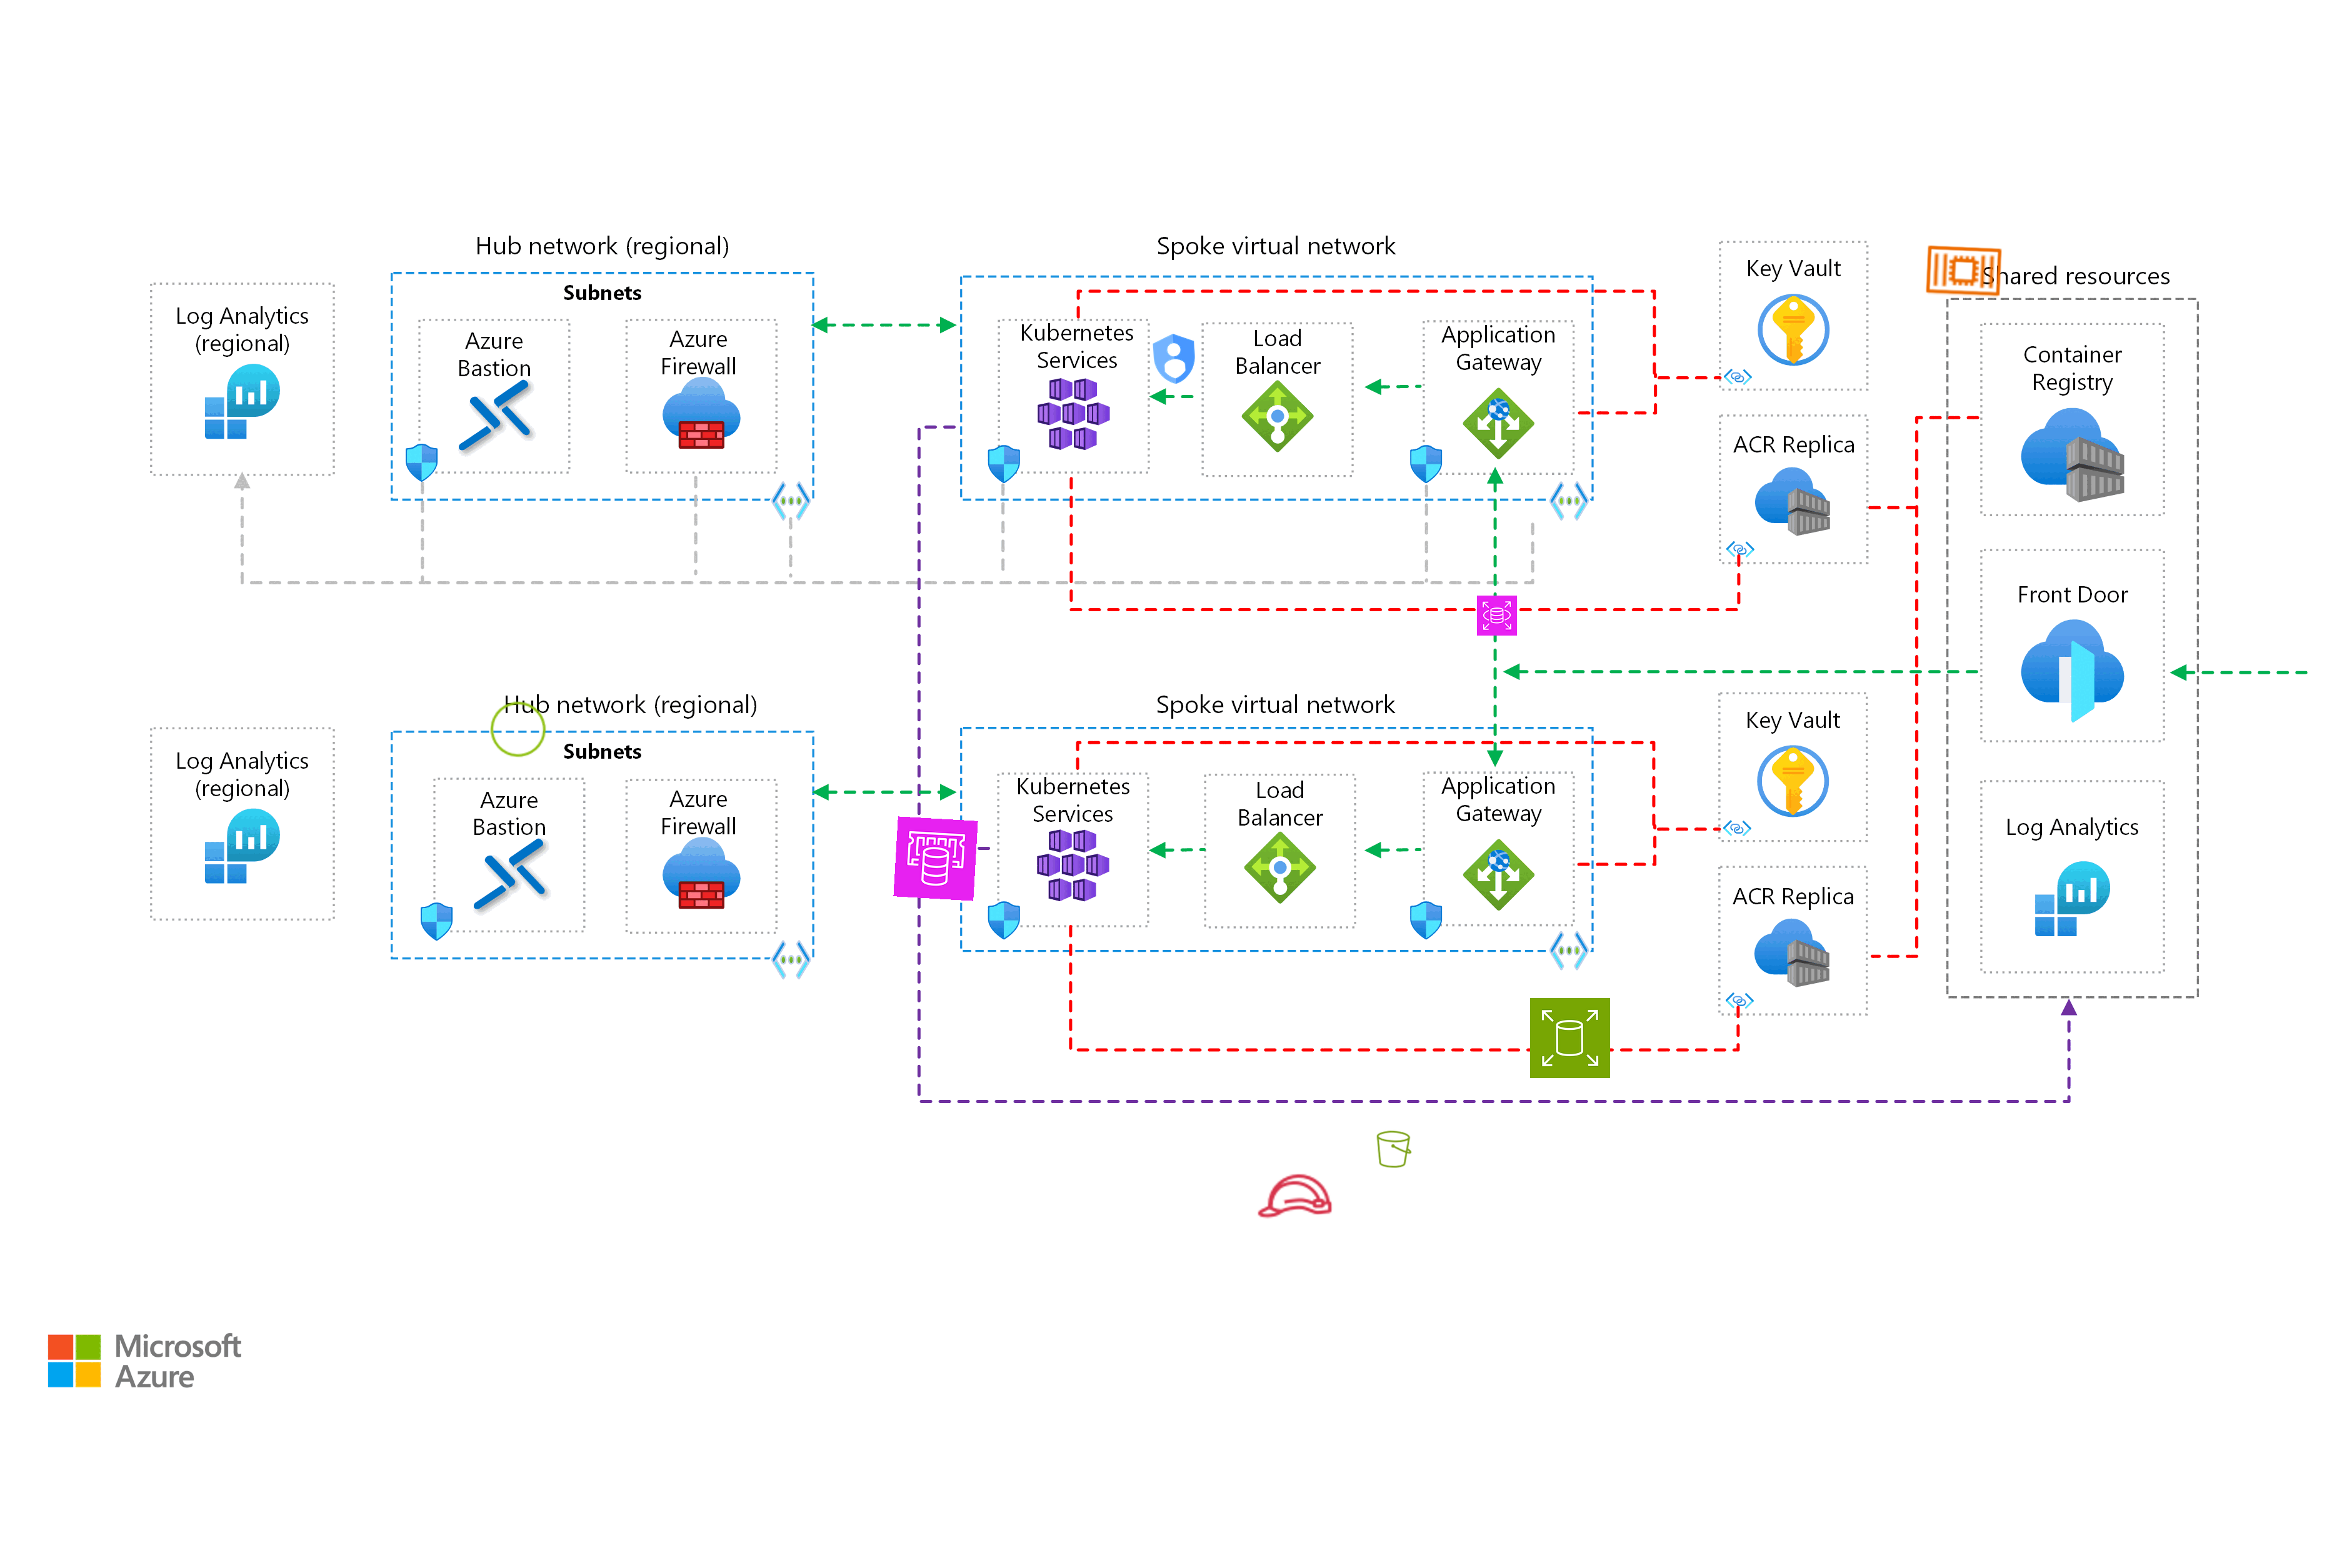 Hub network (regional)
Spoke virtual network
Key Vault
Shared resources
Log Analytics
(regional)
Subnets
Azure
Bastion
Azure
Firewall
Kubernetes
Services
Load
Balancer
Application
Gateway
Container
Registry
ACR Replica
Front Door
Hub network (regional)
Spoke virtual network
Key Vault
Log Analytics
(regional)
Subnets
Azure
Bastion
Azure
Firewall
Kubernetes
Services
Load
Balancer
Application
Gateway
Log Analytics
ACR Replica
Microsoft
Azure